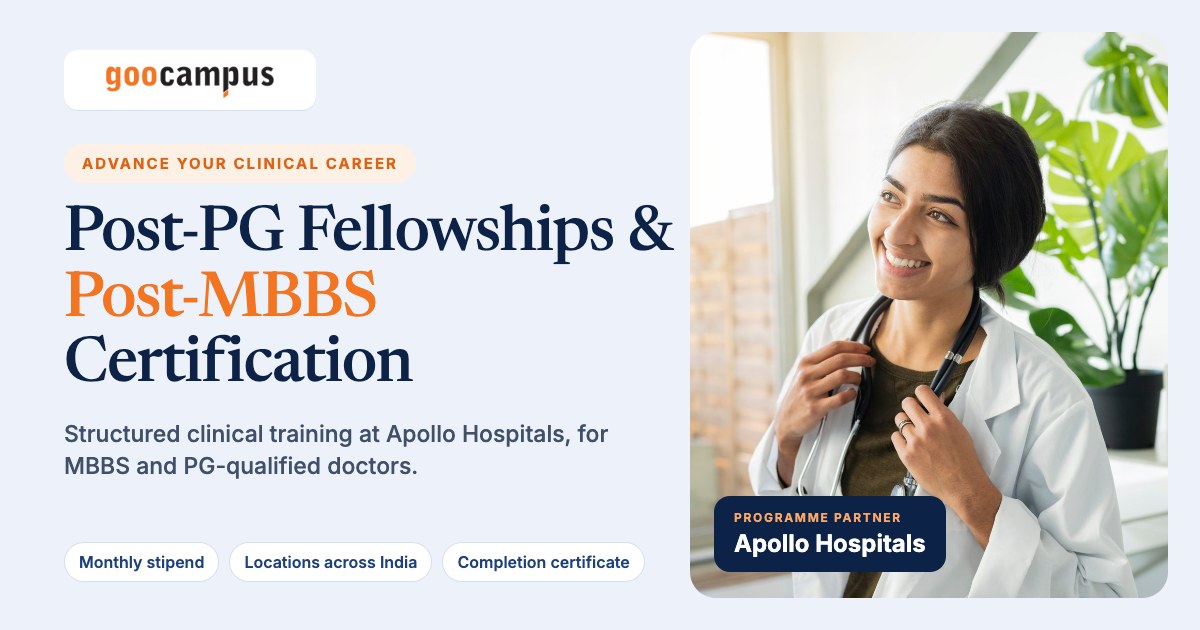 goocampus
ADVANCE YOUR CLINICAL CAREER
Post-PG Fellowships &
Post-MBBS
Certification
Structured clinical training at Apollo Hospitals, for
MBBS and PG-qualified doctors.
Monthly stipend
Locations across India
Completion certificate
PROGRAMME PARTNER
Apollo Hospitals